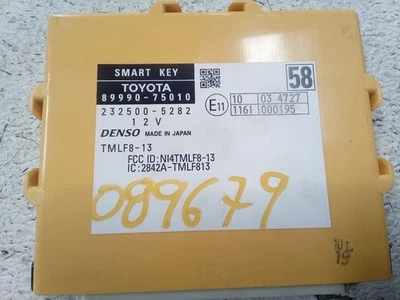 SMART KEY
TOYOTA
89990-75010
232500-5282
12V
DENSO MADE IN JAPAN
TMLF8-13
FCC ID:NI4TMLF8-13
IC:2842A-TMLF813
58
E11
10 03 4727
116I 000195
089679